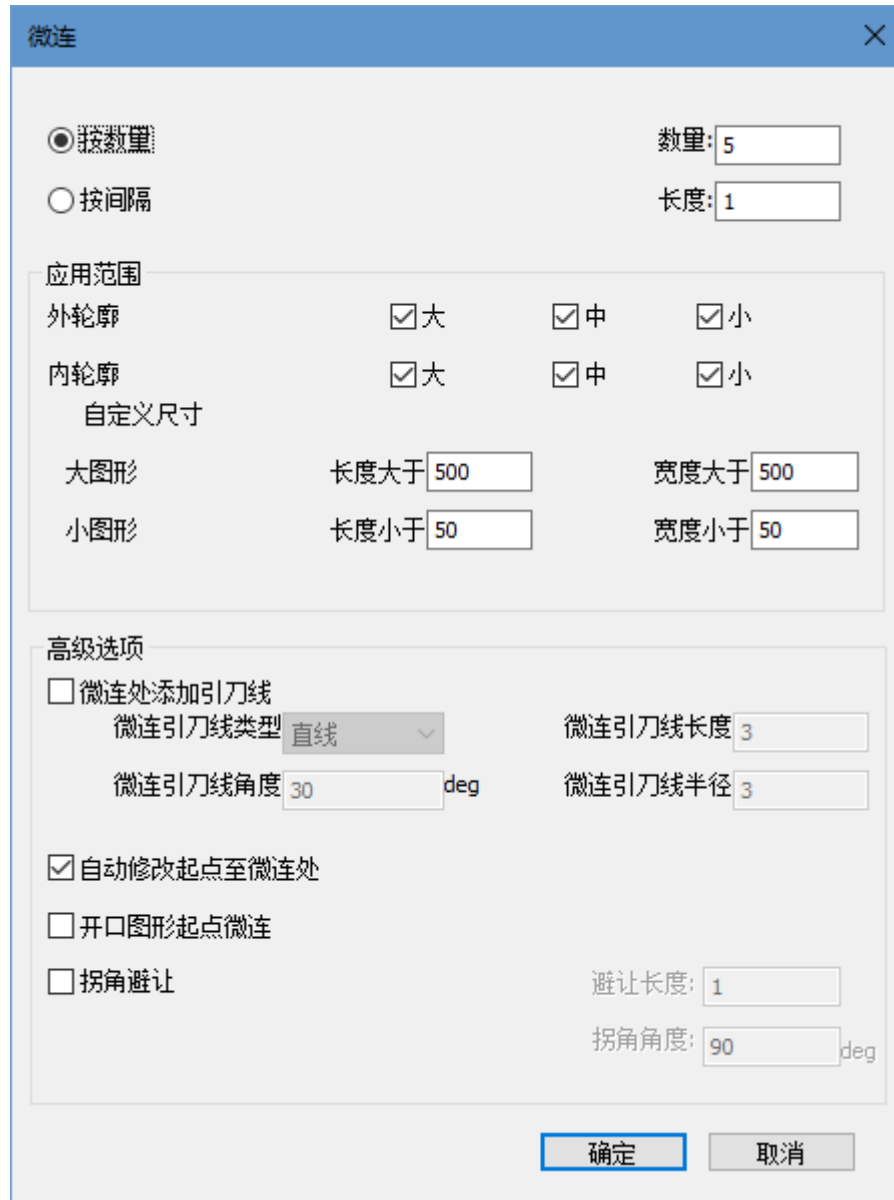 微连
按数量 数量: 5
按间隔 长度: 1
应用范围
外轮廓 大 中 小
内轮廓 大 中 小
自定义尺寸
大图形 长度大于 500 宽度大于 500
小图形 长度小于 50 宽度小于 50
高级选项
微连处添加引刀线
微连引刀线类型 直线 微连引刀线长度 3
微连引刀线角度 30 deg 微连引刀线半径 3
自动修改起点至微连处
开口图形起点微连
拐角避让 避让长度: 1
拐角角度: 90 deg
确定 取消